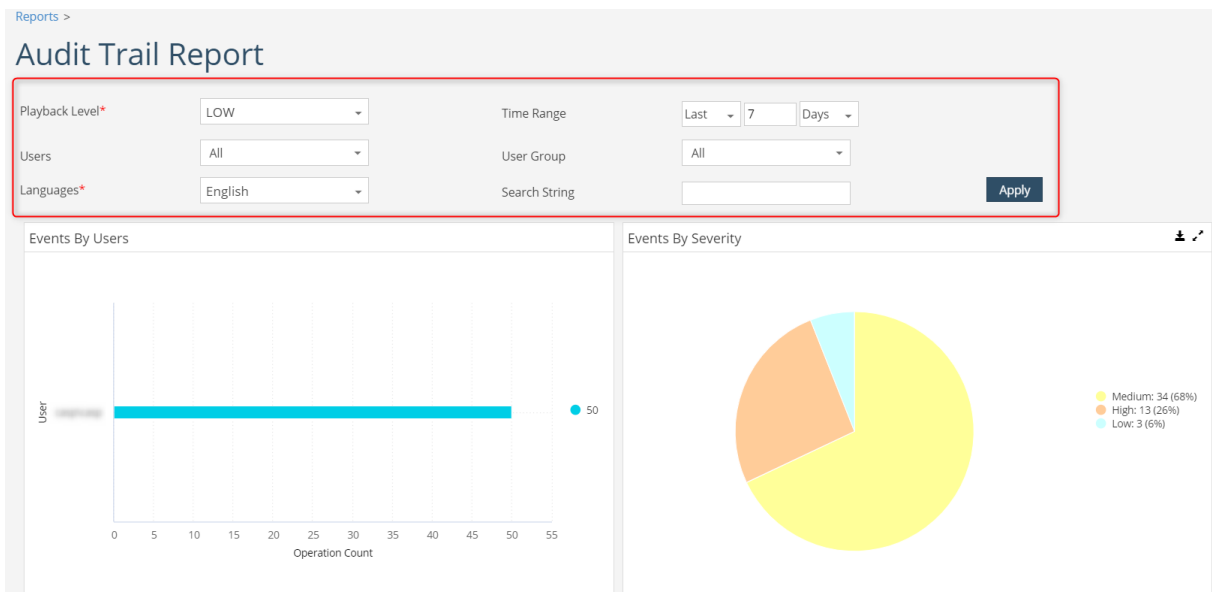 Reports >
Audit Trail Report
Playback Level* LOW Time Range Last 7 Days
Users All User Group All
Languages* English Search String Apply
Events By Users
Events By Severity
User
50
0 5 10 15 20 25 30 35 40 45 50 55
Operation Count
Medium: 34 (68%)
High: 13 (26%)
Low: 3 (6%)